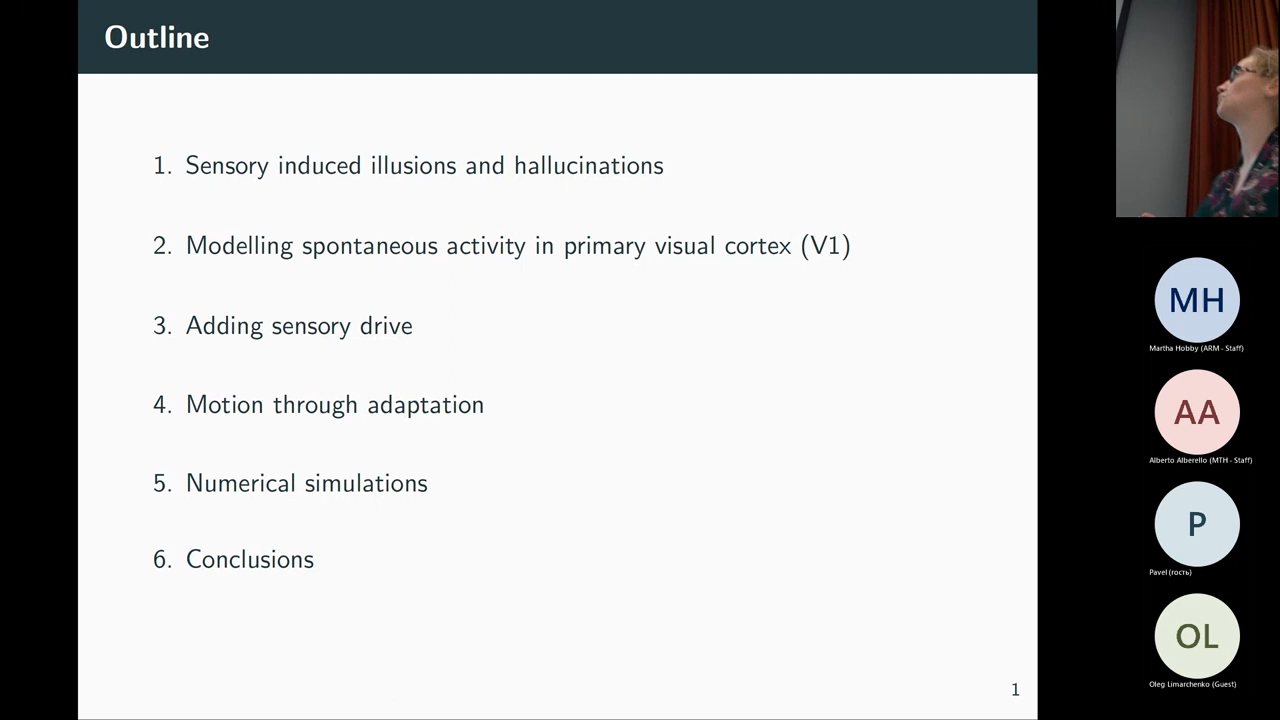 Outline
1. Sensory induced illusions and hallucinations
2. Modelling spontaneous activity in primary visual cortex (V1)
3. Adding sensory drive
4. Motion through adaptation
5. Numerical simulations
6. Conclusions
1
MH
Martha Hobby (ARM - Staff)
AA
Alberto Alberello (MTH - Staff)
P
Pavel (гость)
OL
Oleg Limarchenko (Guest)